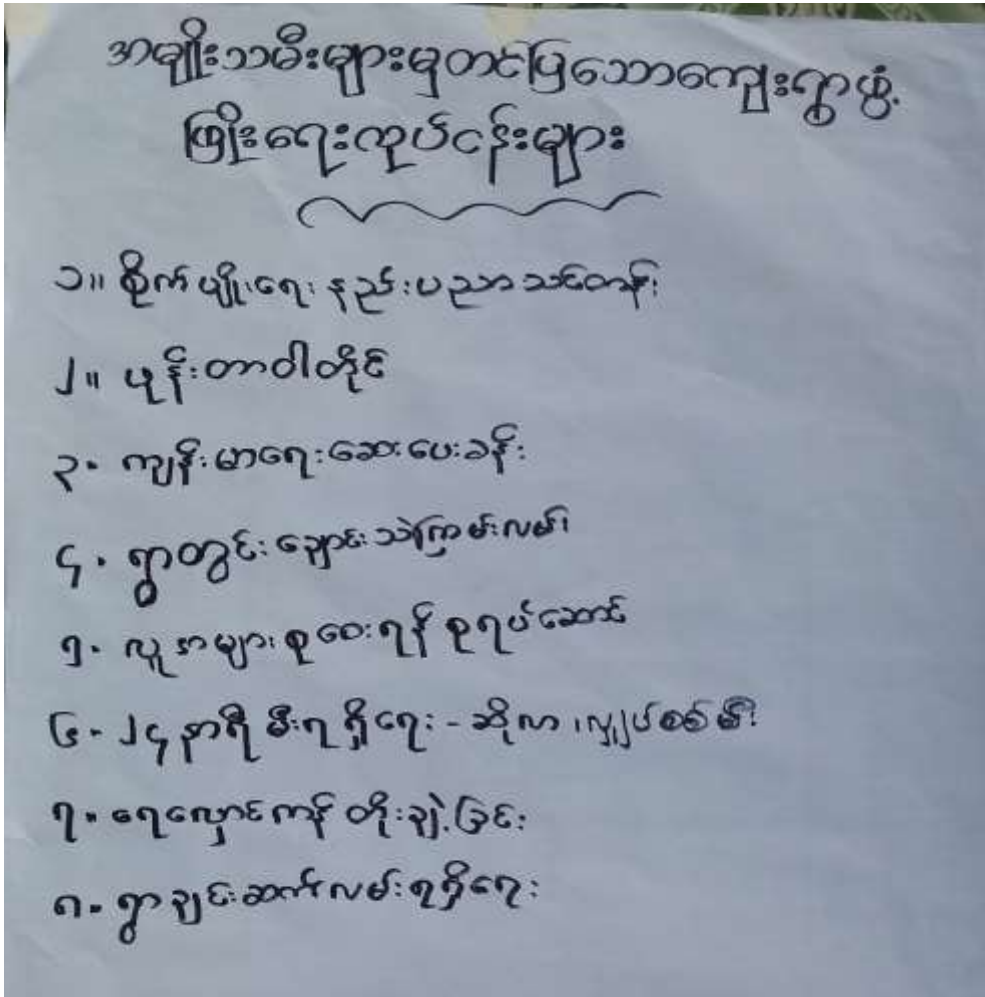 အမျိုးသမီးများမှတင်ပြသောကျေးရွာဖွံ့
ဖြိုးရေးလုပ်ငန်းများ
၁။ စိုက်ပျိုးရေး နည်းပညာသင်တန်း
၂။ ဖုန်းတာဝါတိုင်
၃။ ကျန်းမာရေးဆေးပေးခန်း
၄။ ရွာတွင်း ချောင်းသဲကြမ်းလမ်း
၅။ လူအများစုဝေးရန် စုရပ်ဆောင်
၆။ ၂၄ နာရီ မီးရရှိရေး - ဆိုလာ၊ လျှပ်စစ်မီး
၇။ ရေလှောင်ကန် တိုးချဲ့ခြင်း
၈။ ရွာချင်းဆက်လမ်းရရှိရေး